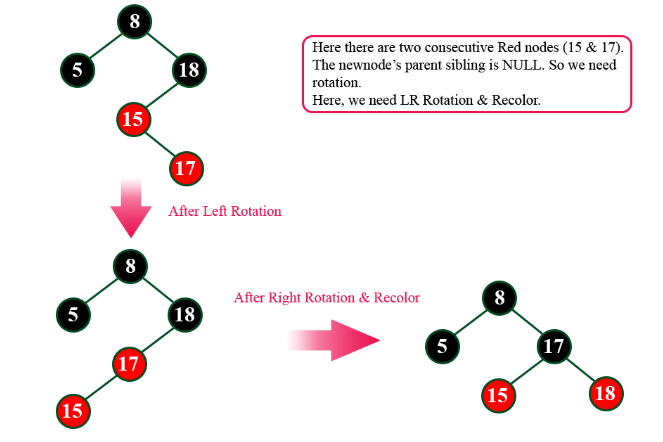 8
5
18
15
17
Here there are two consecutive Red nodes (15 & 17).
The newnode's parent sibling is NULL. So we need
rotation.
Here, we need LR Rotation & Recolor.
After Left Rotation
8
5
18
17
15
After Right Rotation & Recolor
8
5
17
15
18